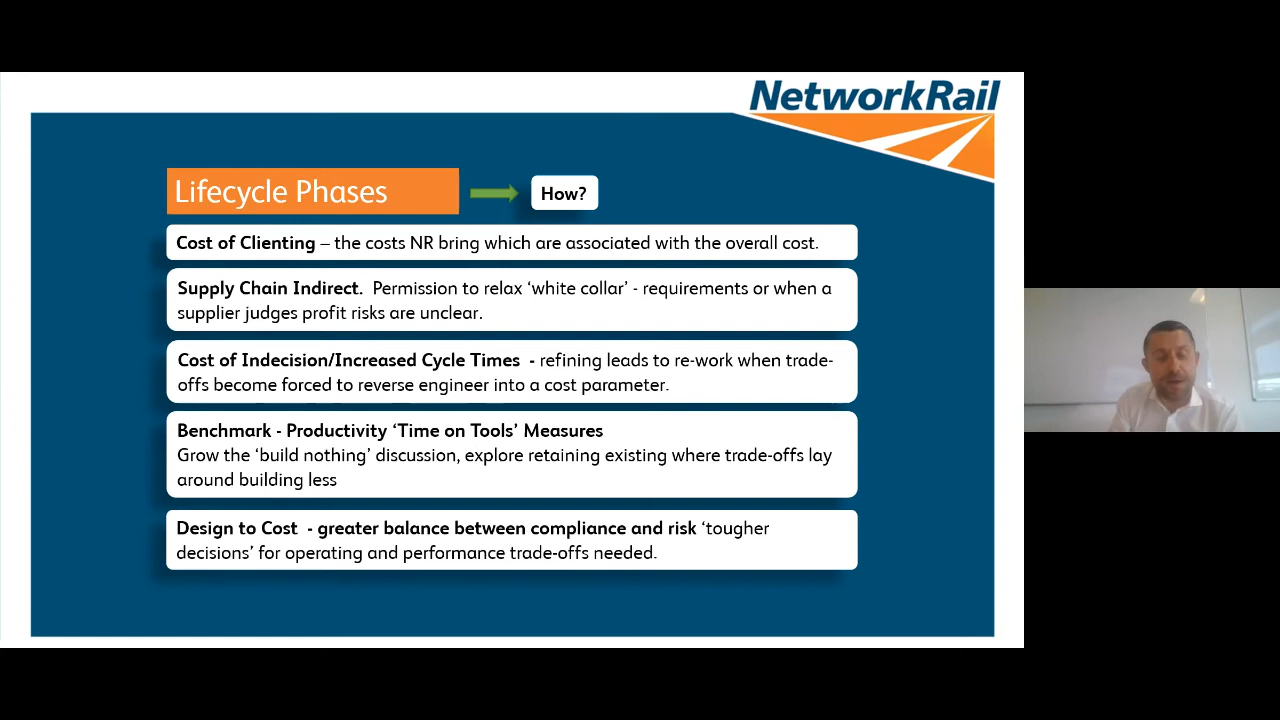 NetworkRail
Lifecycle Phases
How?
Cost of Clienting – the costs NR bring which are associated with the overall cost.
Supply Chain Indirect.  Permission to relax ‘white collar’ - requirements or when a
supplier judges profit risks are unclear.
Cost of Indecision/Increased Cycle Times  - refining leads to re-work when trade-
offs become forced to reverse engineer into a cost parameter.
Benchmark - Productivity ‘Time on Tools’ Measures
Grow the ‘build nothing’ discussion, explore retaining existing where trade-offs lay
around building less
Design to Cost  - greater balance between compliance and risk ‘tougher
decisions’ for operating and performance trade-offs needed.